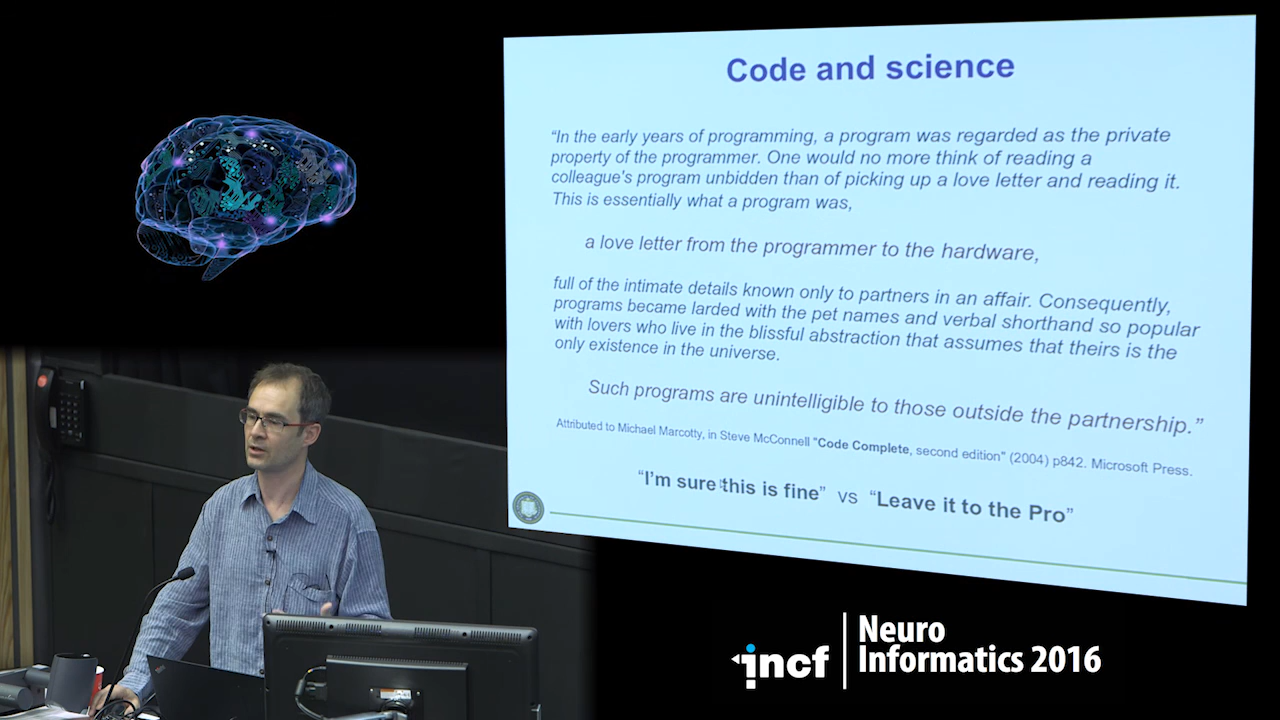 Code and science
“In the early years of programming, a program was regarded as the private
property of the programmer. One would no more think of reading a
colleague's program unbidden than of picking up a love letter and reading it.
This is essentially what a program was,
a love letter from the programmer to the hardware,
full of the intimate details known only to partners in an affair. Consequently,
programs became larded with the pet names and verbal shorthand so popular
with lovers who live in the blissful abstraction that assumes that theirs is the
only existence in the universe.
Such programs are unintelligible to those outside the partnership.”
Attributed to Michael Marcotty, in Steve McConnell "Code Complete, second edition" (2004) p842. Microsoft Press.
“I'm sure this is fine” vs “Leave it to the Pro”
incf
Neuro
Informatics 2016